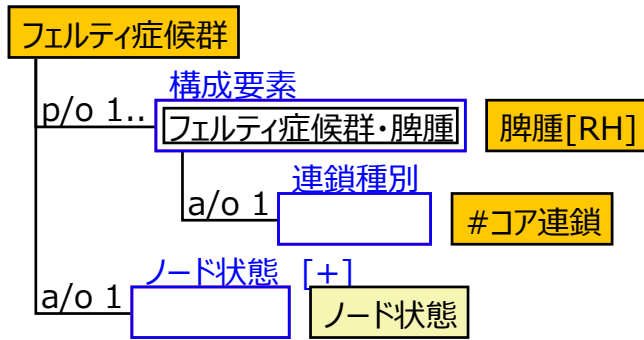 フェルティ症候群
構成要素
p/o 1..
フェルティ症候群・脾腫
脾腫[RH]
連鎖種別
a/o 1
#コア連鎖
ノード状態 [+]
a/o 1
ノード状態